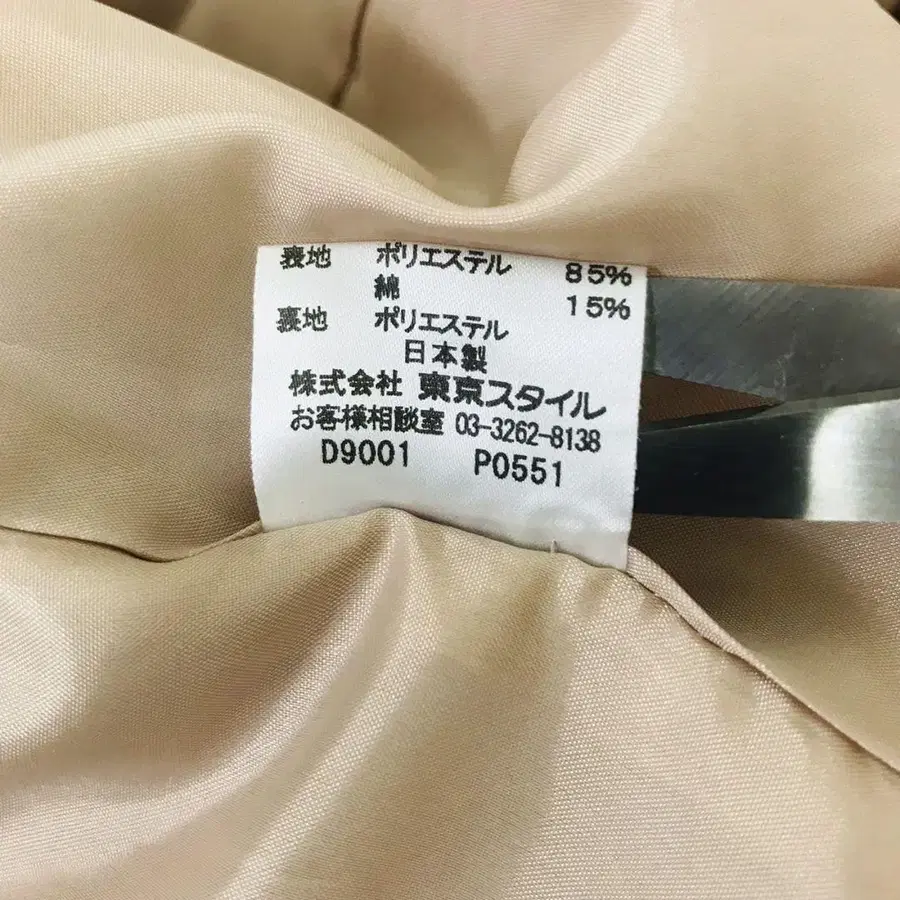 表地 ポリエステル 85%
綿 15%
裏地 ポリエステル
日本製
株式会社 東京スタイル
お客様相談室 03-3262-8138
D9001 P0551